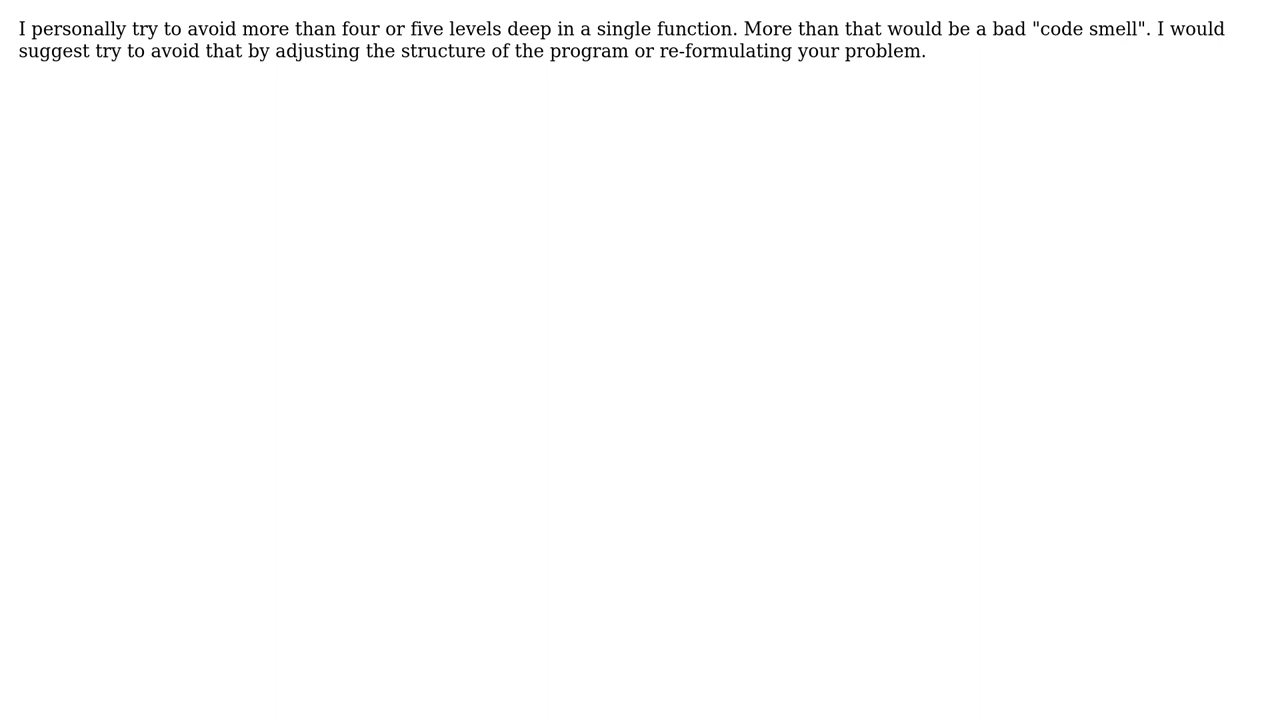 I personally try to avoid more than four or five levels deep in a single function. More than that would be a bad "code smell". I would
suggest try to avoid that by adjusting the structure of the program or re-formulating your problem.